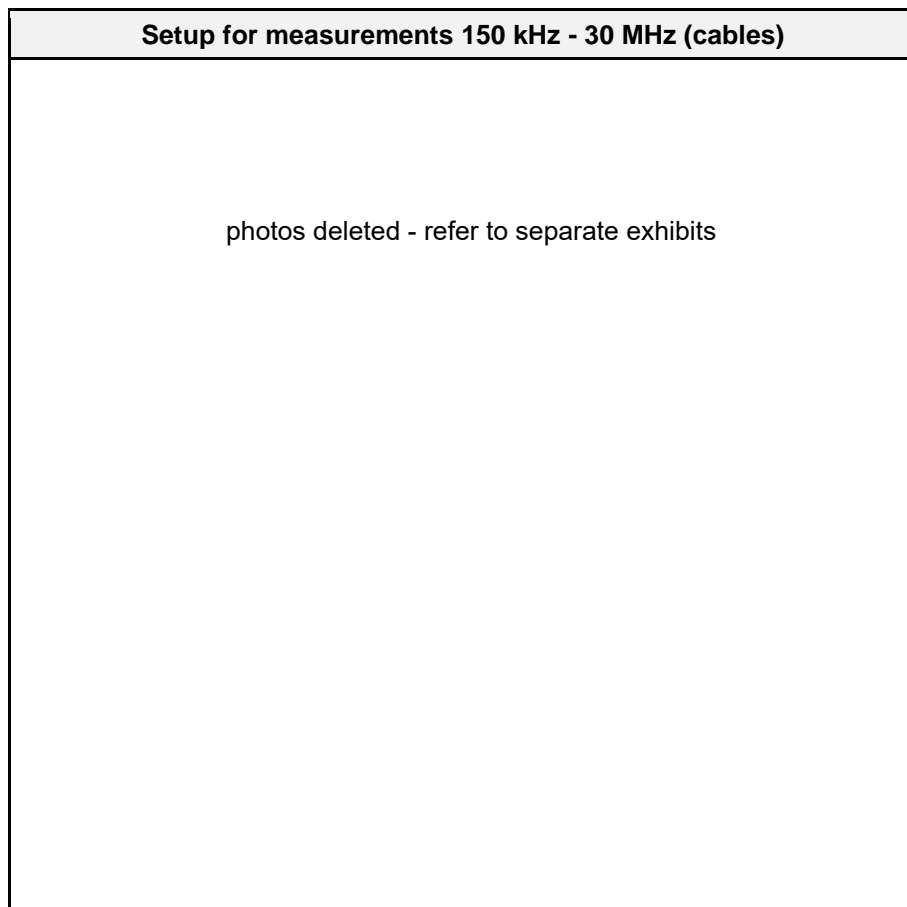 Setup for measurements 150 kHz - 30 MHz (cables)
photos deleted - refer to separate exhibits